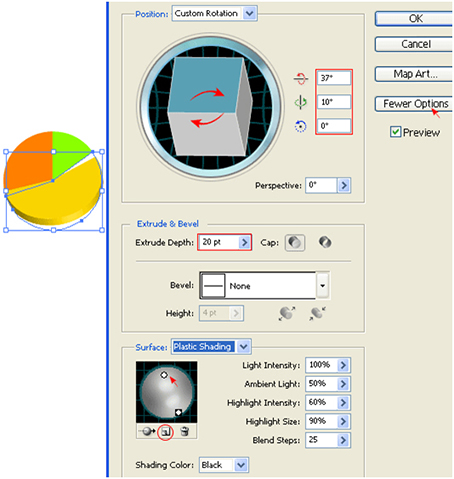 Position: Custom Rotation
OK
Cancel
Map Art...
Fewer Options
Preview
37°
10°
0°
Perspective: 0°
Extrude & Bevel
Extrude Depth: 20 pt Cap:
Bevel: None
Height: 4 pt
Surface: Plastic Shading
Light Intensity: 100%
Ambient Light: 50%
Highlight Intensity: 60%
Highlight Size: 90%
Blend Steps: 25
Shading Color: Black